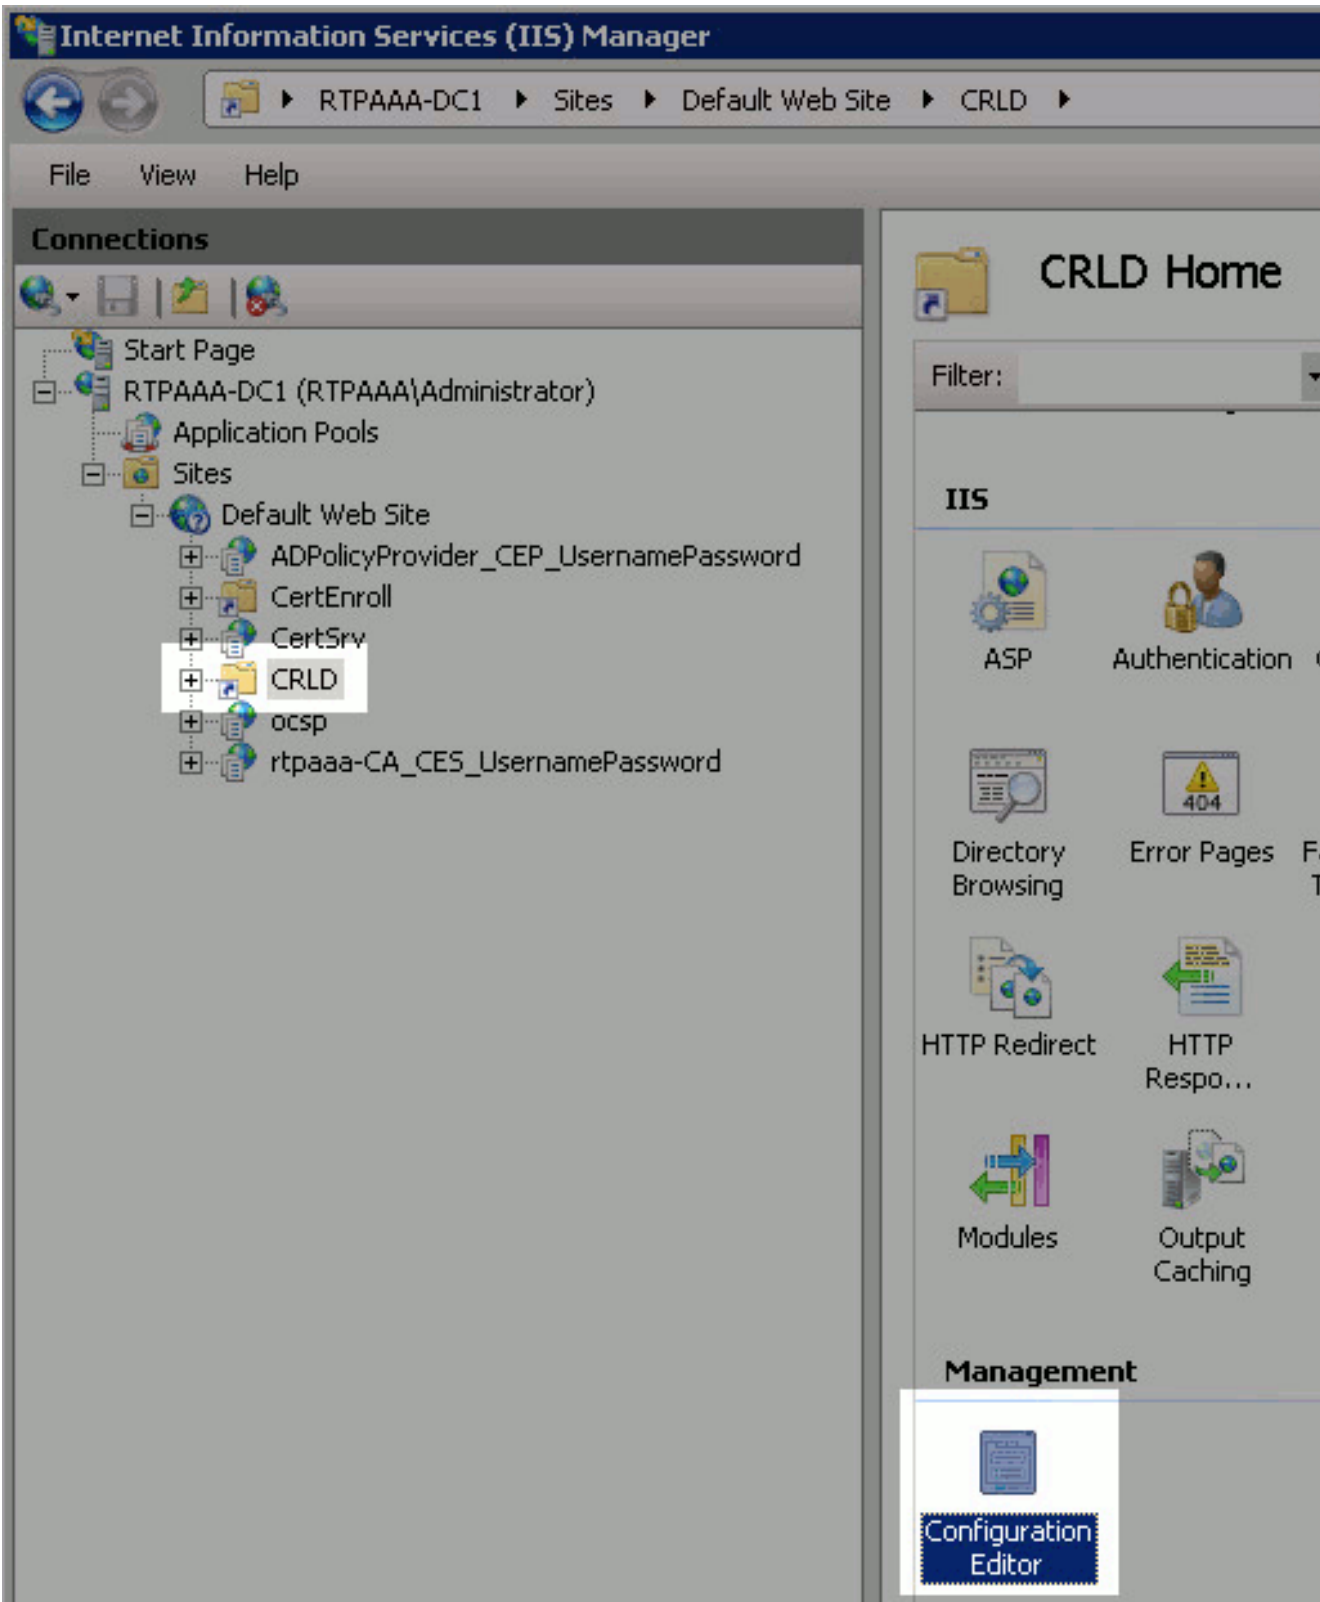 Internet Information Services (IIS) Manager
RTPAAA-DC1 Sites Default Web Site CRLD
File View Help
Connections
Start Page
RTPAAA-DC1 (RTPAAA\Administrator)
Application Pools
Sites
Default Web Site
ADPolicyProvider_CEP_UsernamePassword
CertEnroll
CertSrv
CRLD
ocsp
rtpaaa-CA_CES_UsernamePassword
CRLD Home
Filter:
IIS
ASP
Authentication
Directory
Browsing
404
Error Pages
HTTP Redirect
HTTP
Respo...
Modules
Output
Caching
Management
Configuration
Editor